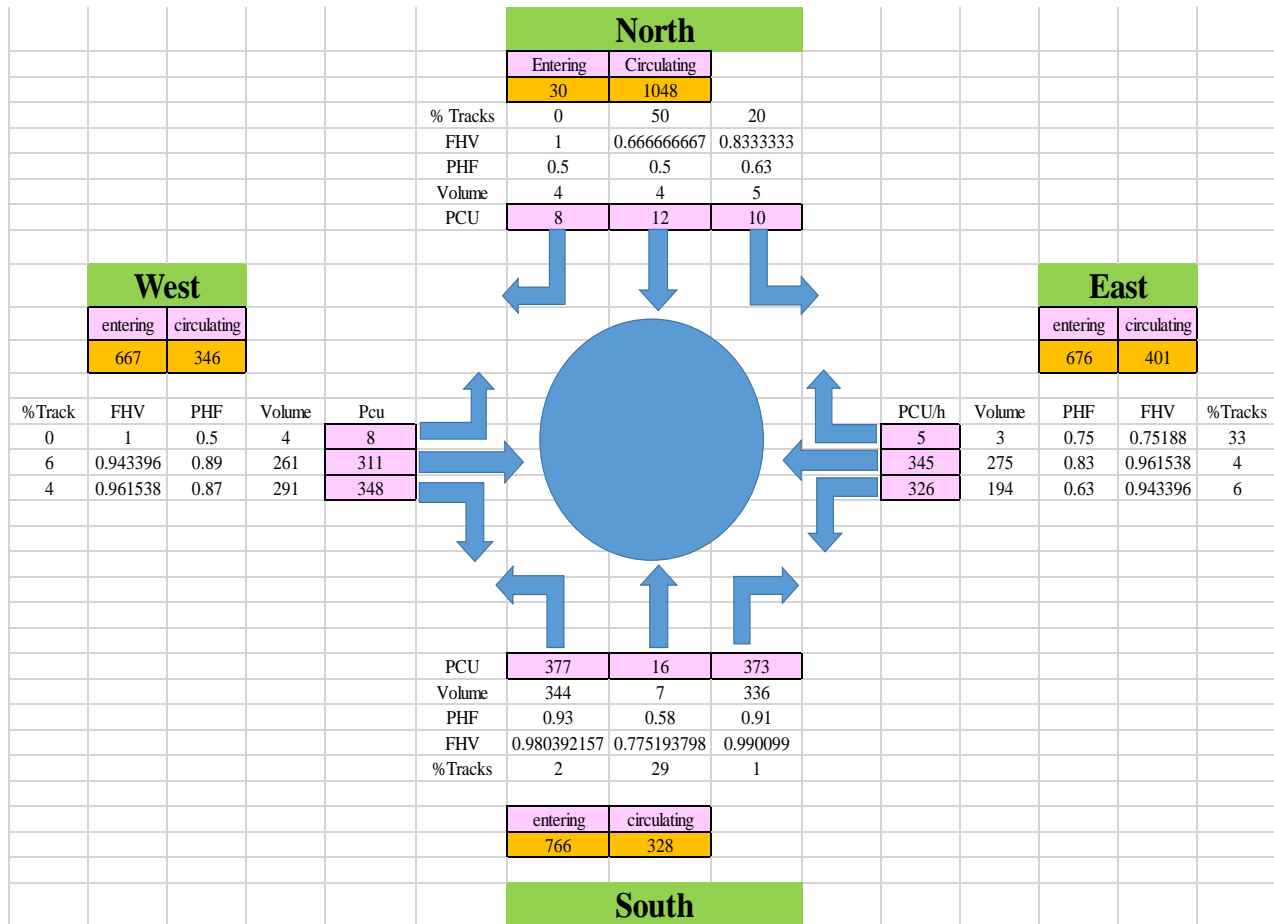 North
Entering Circulating
30 1048
% Tracks 0 50 20
FHV 1 0.666666667 0.8333333
PHF 0.5 0.5 0.63
Volume 4 4 5
PCU 8 12 10
West East
entering circulating entering circulating
667 346 676 401
%Track FHV PHF Volume Pcu PCU/h Volume PHF FHV %Tracks
0 1 0.5 4 8 5 3 0.75 0.75188 33
6 0.943396 0.89 261 311 345 275 0.83 0.961538 4
4 0.961538 0.87 291 348 326 194 0.63 0.943396 6
PCU 377 16 373
Volume 344 7 336
PHF 0.93 0.58 0.91
FHV 0.980392157 0.775193798 0.990099
%Tracks 2 29 1
entering circulating
766 328
South